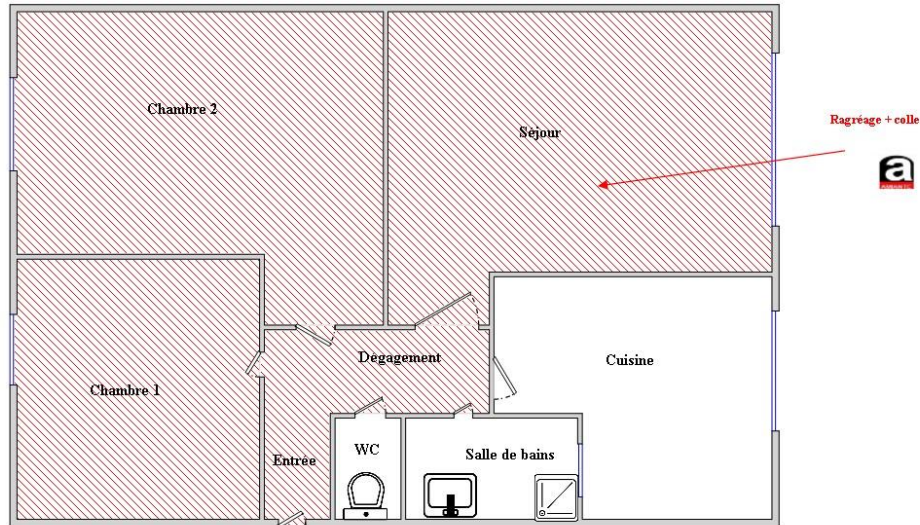 Chambre 2
Séjour
Ragréage + colle
a
Dégagement
Cuisine
Chambre 1
WC
Salle de bains
Entrée